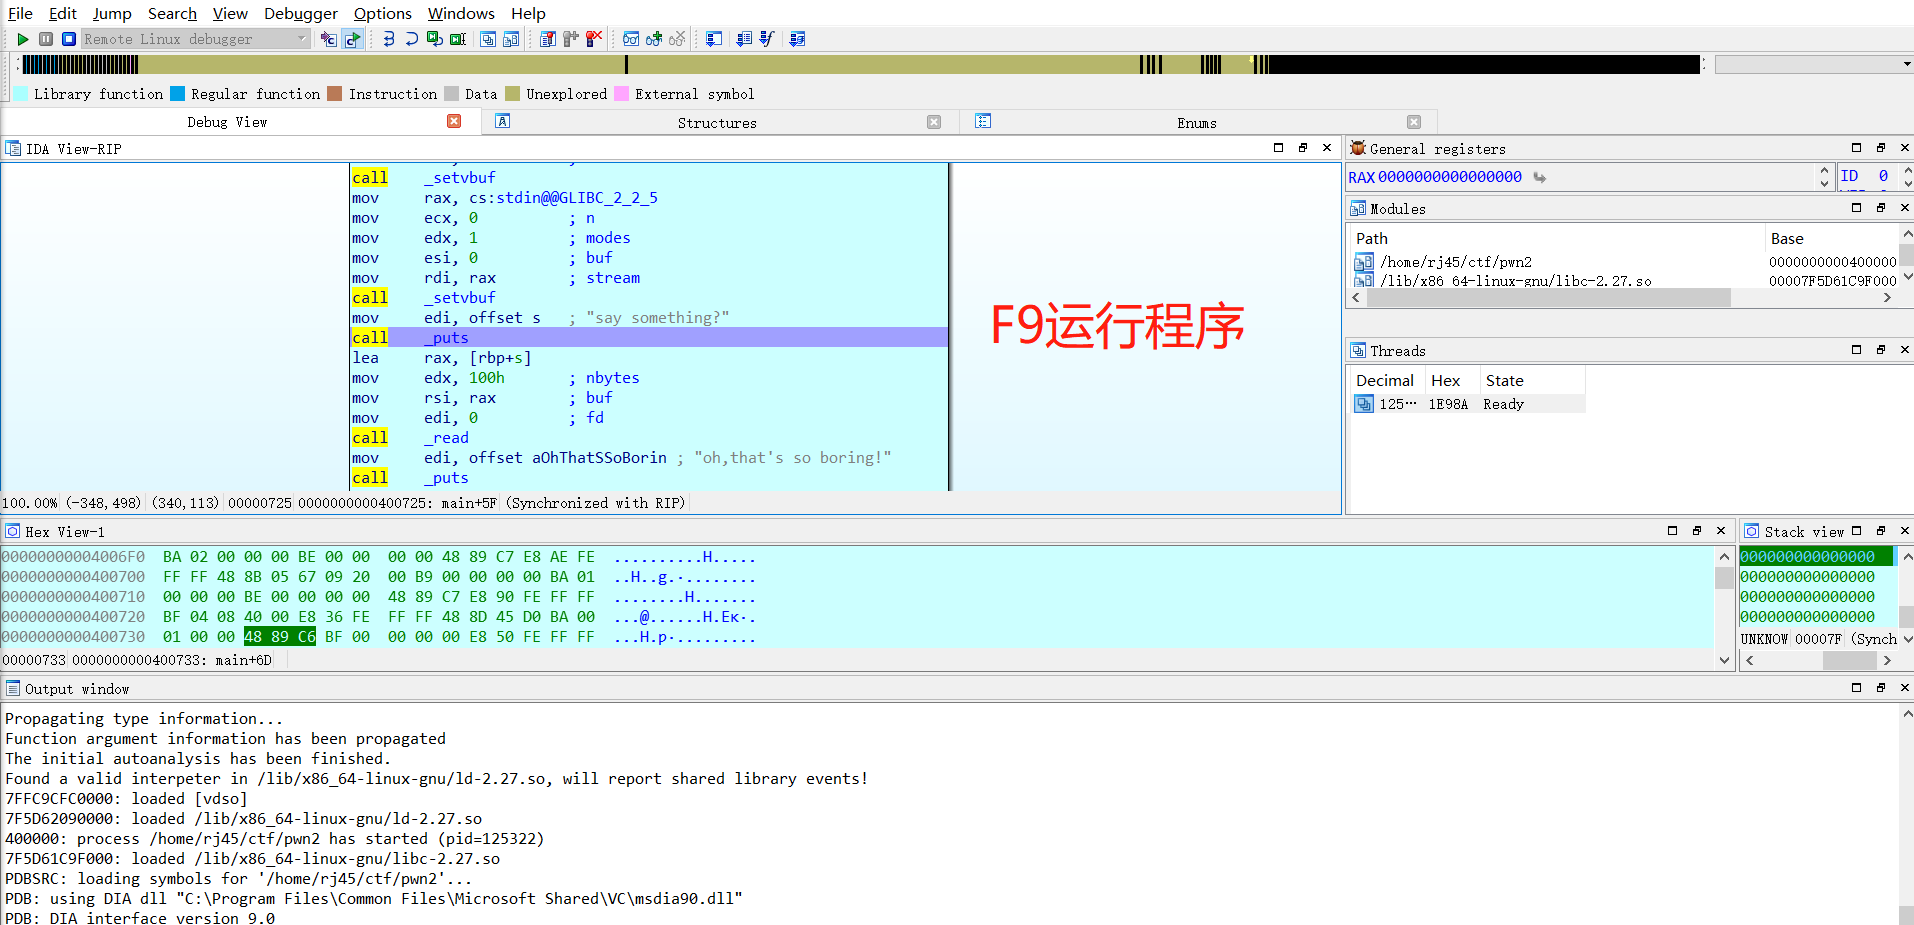 File Edit Jump Search View Debugger Options Windows Help
Remote Linux debugger
Library function Regular function Instruction Data Unexplored External symbol
Debug View Structures Enums
IDA View-RIP
call _setvbuf
mov rax, cs:stdin@@GLIBC_2_2_5
mov ecx, 0 ; n
mov edx, 1 ; modes
mov esi, 0 ; buf
mov rdi, rax ; stream
call _setvbuf
mov edi, offset s ; "say something?"
call _puts
lea rax, [rbp+s]
mov edx, 100h ; nbytes
mov rsi, rax ; buf
mov edi, 0 ; fd
call _read
mov edi, offset aOhThatSSoBorin ; "oh,that's so boring!"
call _puts
F9运行程序
100.00% (-348,498) (340,113) 00000725 0000000000400725: main+5F (Synchronized with RIP)
General registers
RAX 0000000000000000
ID 0
Modules
Path Base
/home/rj45/ctf/pwn2 0000000000400000
/lib/x86_64-linux-gnu/libc-2.27.so 00007F5D61C9F000
Threads
Decimal Hex State
125… 1E98A Ready
Hex View-1
00000000004006F0 BA 02 00 00 00 BE 00 00 00 00 48 89 C7 E8 AE FE ..........H.....
0000000000400700 FF FF 48 8B 05 67 09 20 00 B9 00 00 00 00 BA 01 ..H..g.·........
0000000000400710 00 00 00 BE 00 00 00 00 48 89 C7 E8 90 FE FF FF ........H.......
0000000000400720 BF 04 08 40 00 E8 36 FE FF FF 48 8D 45 D0 BA 00 ...@......H.Eк·.
0000000000400730 01 00 00 48 89 C6 BF 00 00 00 00 E8 50 FE FF FF ...H.р·.........
00000733 0000000000400733: main+6D
Stack view
000000000000000
000000000000000
000000000000000
000000000000000
UNKNOW 00007F (Synch
Output window
Propagating type information...
Function argument information has been propagated
The initial autoanalysis has been finished.
Found a valid interpeter in /lib/x86_64-linux-gnu/ld-2.27.so, will report shared library events!
7FFC9CFC0000: loaded [vdso]
7F5D62090000: loaded /lib/x86_64-linux-gnu/ld-2.27.so
400000: process /home/rj45/ctf/pwn2 has started (pid=125322)
7F5D61C9F000: loaded /lib/x86_64-linux-gnu/libc-2.27.so
PDBSRC: loading symbols for '/home/rj45/ctf/pwn2'...
PDB: using DIA dll "C:\Program Files\Common Files\Microsoft Shared\VC\msdia90.dll"
PDB: DIA interface version 9.0